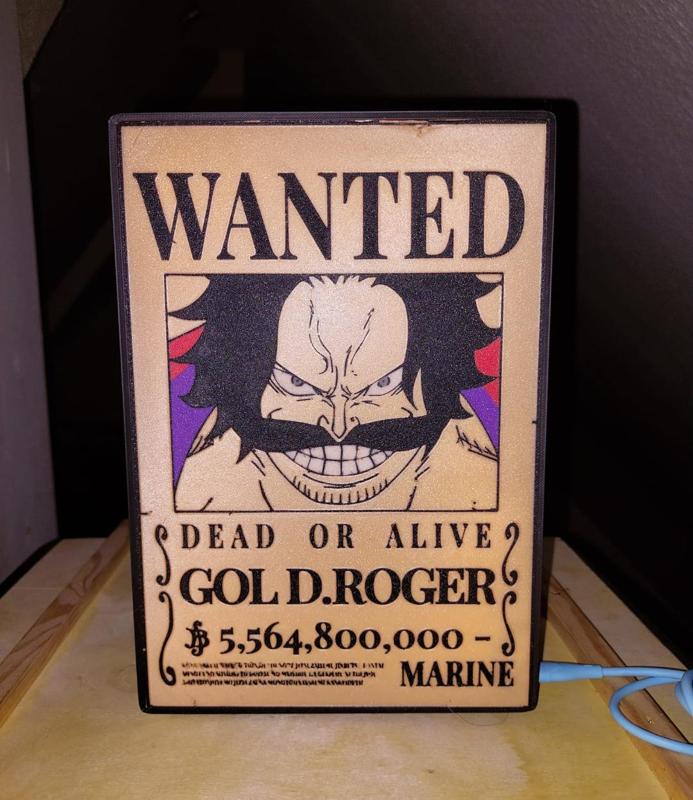 WANTED
DEAD OR ALIVE
GOL D.ROGER
฿ 5,564,800,000 -
MARINE